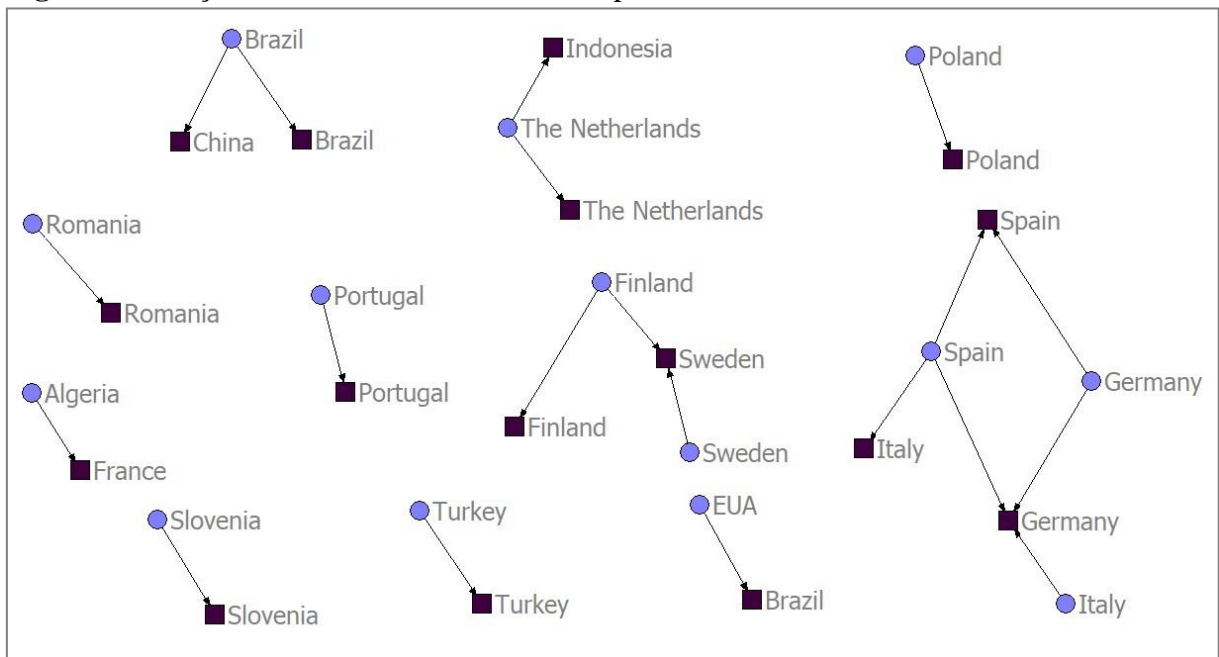 Brazil
Indonesia
Poland
The Netherlands
China
Brazil
Poland
The Netherlands
Spain
Romania
Finland
Portugal
Romania
Sweden
Spain
Germany
Algeria
Portugal
Finland
Italy
Sweden
France
EUA
Turkey
Slovenia
Germany
Brazil
Turkey
Italy
Slovenia